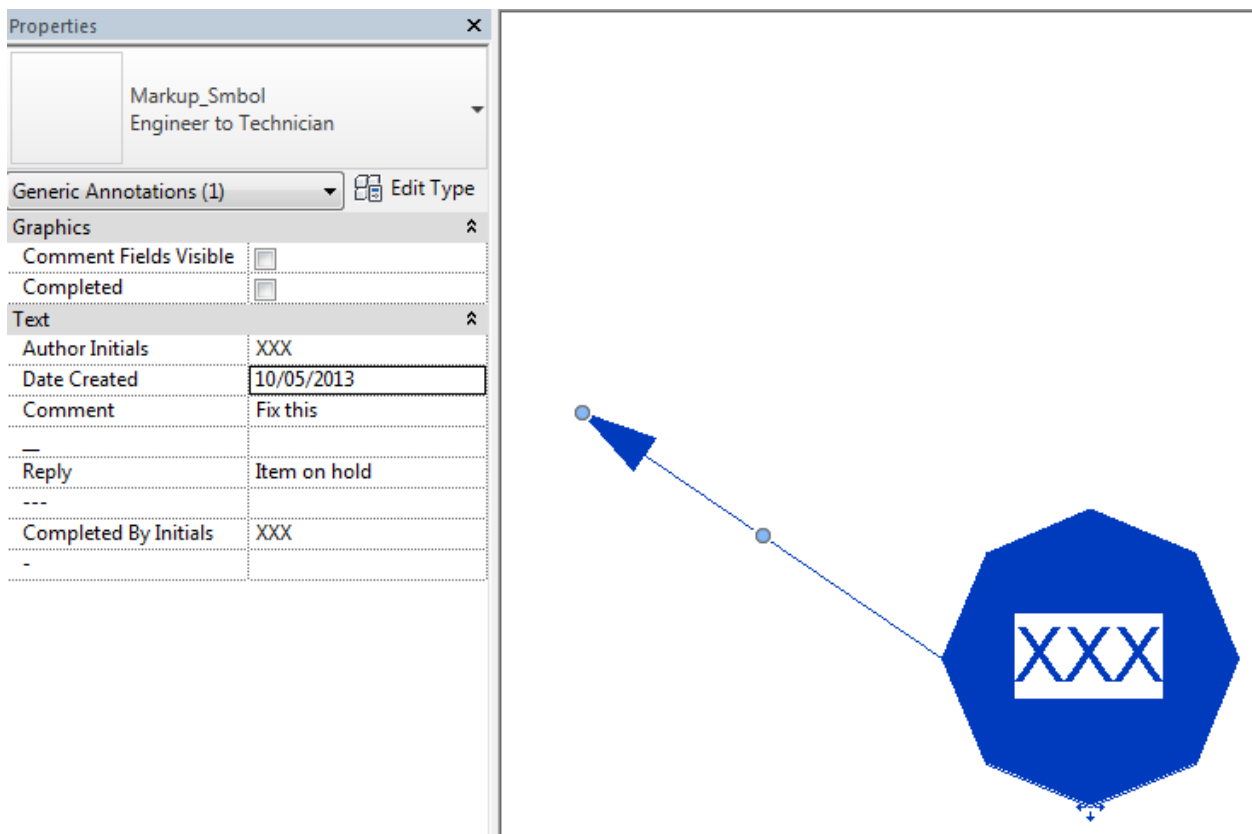 Properties
Markup_Smbol
Engineer to Technician
Generic Annotations (1)
Edit Type
Graphics
Comment Fields Visible
Completed
Text
Author Initials XXX
Date Created 10/05/2013
Comment Fix this
__
Reply Item on hold
---
Completed By Initials XXX
-
XXX